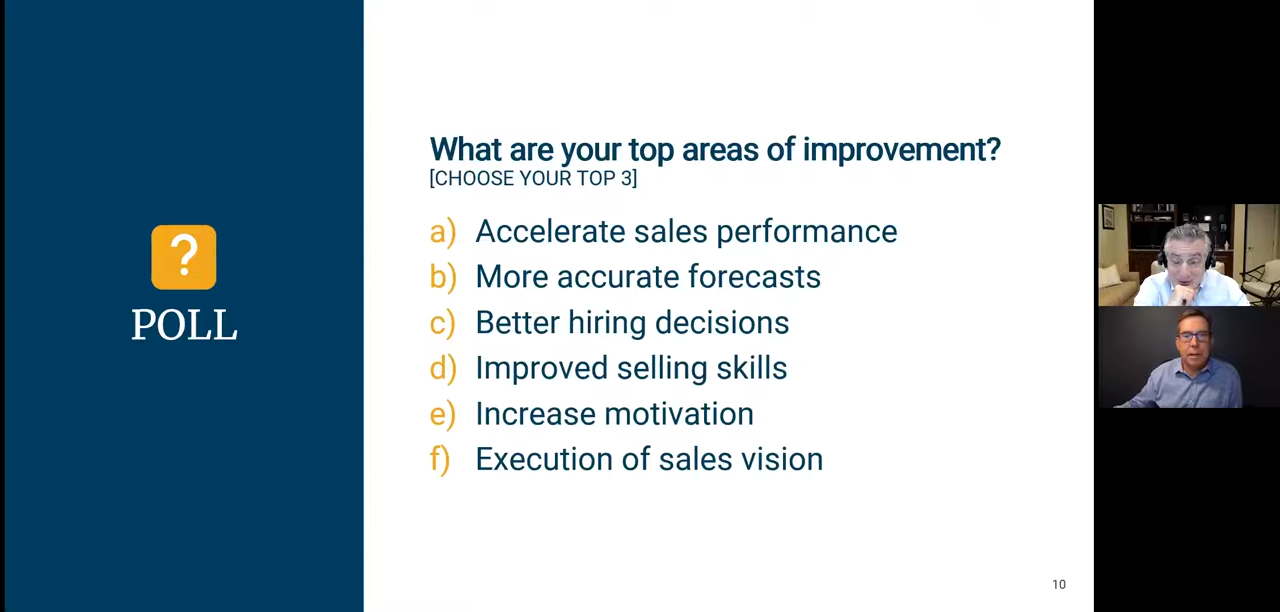 ?
POLL
What are your top areas of improvement?
[CHOOSE YOUR TOP 3]
a) Accelerate sales performance
b) More accurate forecasts
c) Better hiring decisions
d) Improved selling skills
e) Increase motivation
f) Execution of sales vision
10